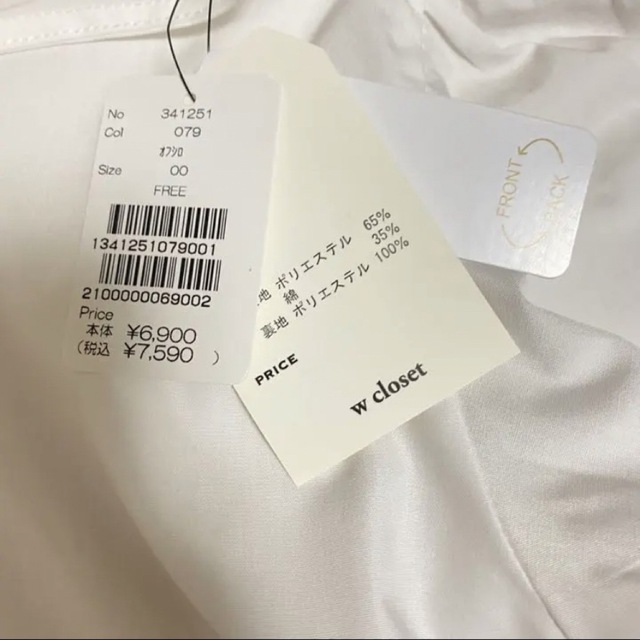 No 341251
Col 079
ｵﾌｼﾛ
Size 00
FREE
1341251079001
2100000069002
Price
本体 ¥6,900
(税込 ¥7,590 )
地 ポリエステル 65%
綿 35%
裏地 ポリエステル 100%
PRICE
w closet
FRONT
BACK